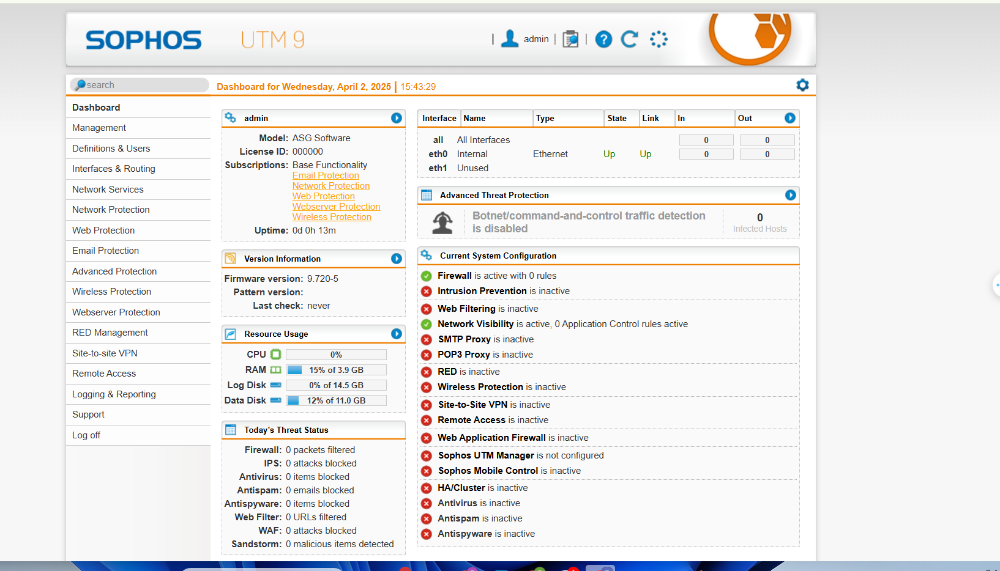 SOPHOS
UTM 9
| admin | |
search
Dashboard for Wednesday, April 2, 2025 | 15:43:29
Dashboard
Management
Definitions & Users
Interfaces & Routing
Network Services
Network Protection
Web Protection
Email Protection
Advanced Protection
Wireless Protection
Webserver Protection
RED Management
Site-to-site VPN
Remote Access
Logging & Reporting
Support
Log off
admin
Model: ASG Software
License ID: 000000
Subscriptions: Base Functionality
Email Protection
Network Protection
Web Protection
Webserver Protection
Wireless Protection
Uptime: 0d 0h 13m
Version Information
Firmware version: 9.720-5
Pattern version:
Last check: never
Resource Usage
CPU 0%
RAM 15% of 3.9 GB
Log Disk 0% of 14.5 GB
Data Disk 12% of 11.0 GB
Today's Threat Status
Firewall: 0 packets filtered
IPS: 0 attacks blocked
Antivirus: 0 items blocked
Antispam: 0 emails blocked
Antispyware: 0 items blocked
Web Filter: 0 URLs filtered
WAF: 0 attacks blocked
Sandstorm: 0 malicious items detected
Interface Name Type State Link In Out
all All Interfaces 0 0
eth0 Internal Ethernet Up Up 0 0
eth1 Unused
Advanced Threat Protection
Botnet/command-and-control traffic detection
is disabled
0
Infected Hosts
Current System Configuration
Firewall is active with 0 rules
Intrusion Prevention is inactive
Web Filtering is inactive
Network Visibility is active, 0 Application Control rules active
SMTP Proxy is inactive
POP3 Proxy is inactive
RED is inactive
Wireless Protection is inactive
Site-to-Site VPN is inactive
Remote Access is inactive
Web Application Firewall is inactive
Sophos UTM Manager is not configured
Sophos Mobile Control is inactive
HA/Cluster is inactive
Antivirus is inactive
Antispam is inactive
Antispyware is inactive